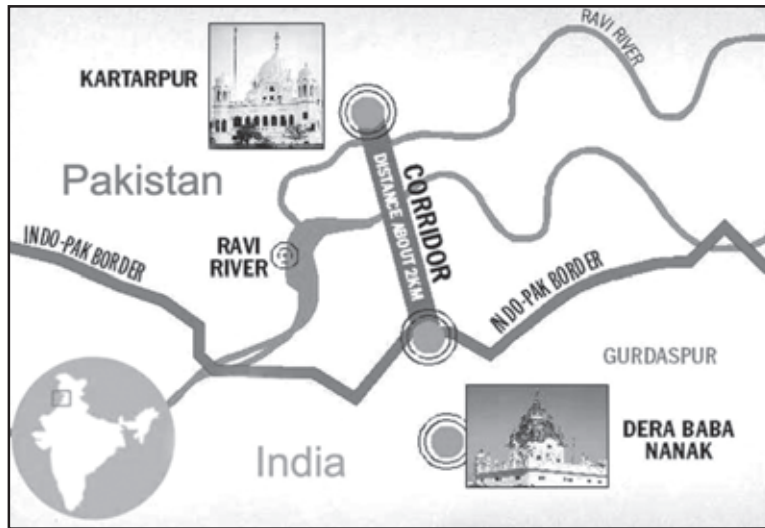 RAVI RIVER
KARTARPUR
Pakistan
CORRIDOR
DISTANCE ABOUT 2KM
RAVI
RIVER
INDO-PAK BORDER
INDO-PAK BORDER
GURDASPUR
DERA BABA
NANAK
India